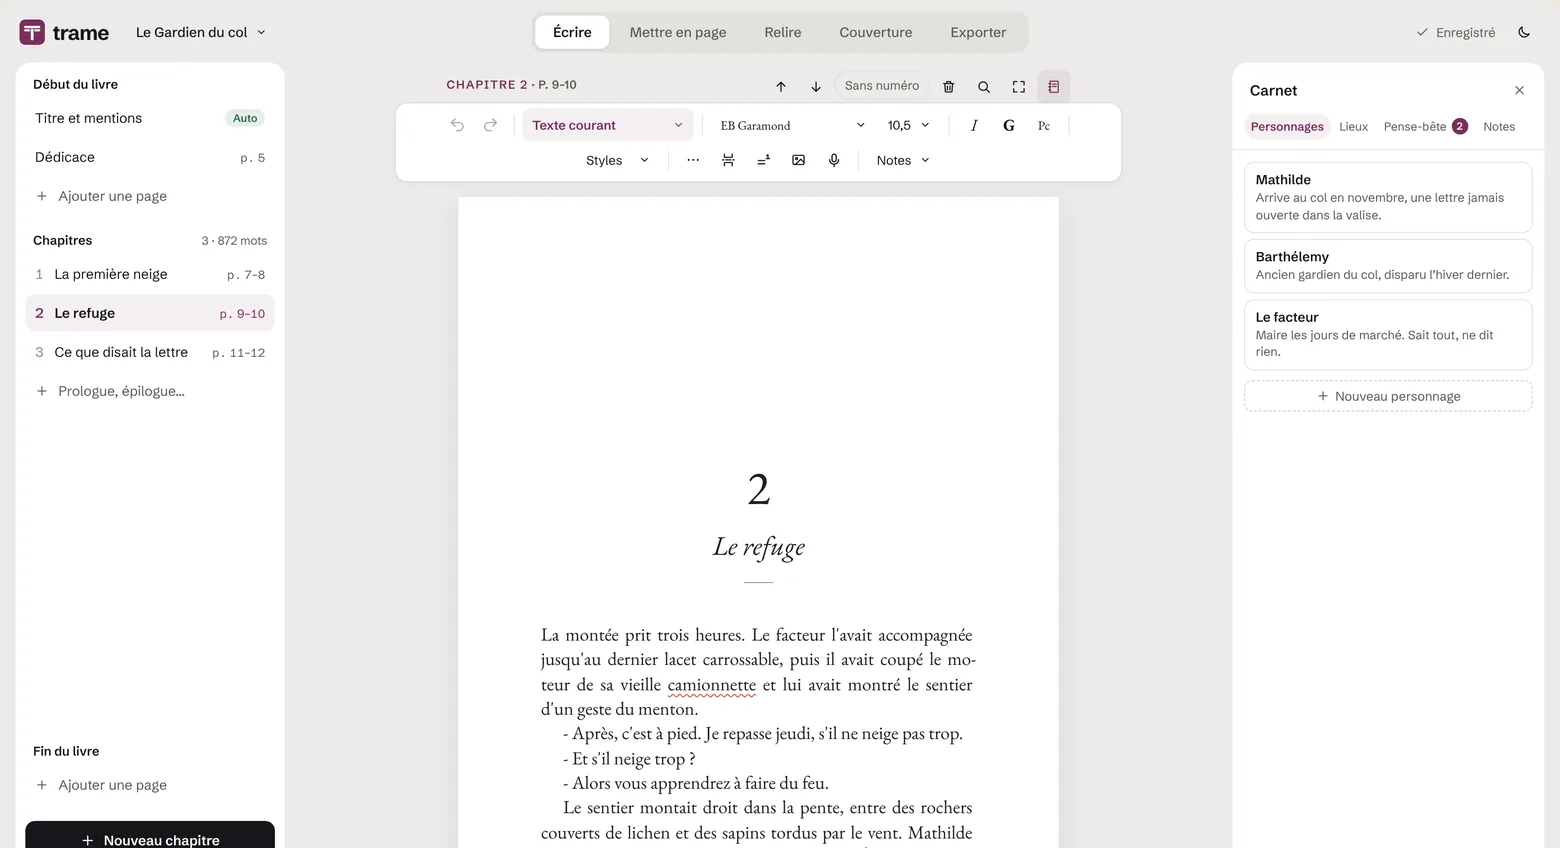 trame
Le Gardien du col
Écrire
Mettre en page
Relire
Couverture
Exporter
Enregistré
Début du livre
Titre et mentions
Auto
Dédicace
p. 5
+ Ajouter une page
Chapitres
3 · 872 mots
1 La première neige
p. 7-8
2 Le refuge
p. 9-10
3 Ce que disait la lettre
p. 11-12
+ Prologue, épilogue…
Fin du livre
+ Ajouter une page
+ Nouveau chapitre
CHAPITRE 2 · P. 9-10
Sans numéro
Texte courant
EB Garamond
10,5
I
G
Pc
Styles
Notes
2
Le refuge
La montée prit trois heures. Le facteur l'avait accompagnée
jusqu'au dernier lacet carrossable, puis il avait coupé le mo-
teur de sa vieille camionnette et lui avait montré le sentier
d'un geste du menton.
- Après, c'est à pied. Je repasse jeudi, s'il ne neige pas trop.
- Et s'il neige trop ?
- Alors vous apprendrez à faire du feu.
Le sentier montait droit dans la pente, entre des rochers
couverts de lichen et des sapins tordus par le vent. Mathilde
Carnet
Personnages
Lieux
Pense-bête 2
Notes
Mathilde
Arrive au col en novembre, une lettre jamais
ouverte dans la valise.
Barthélemy
Ancien gardien du col, disparu l’hiver dernier.
Le facteur
Maire les jours de marché. Sait tout, ne dit
rien.
+ Nouveau personnage